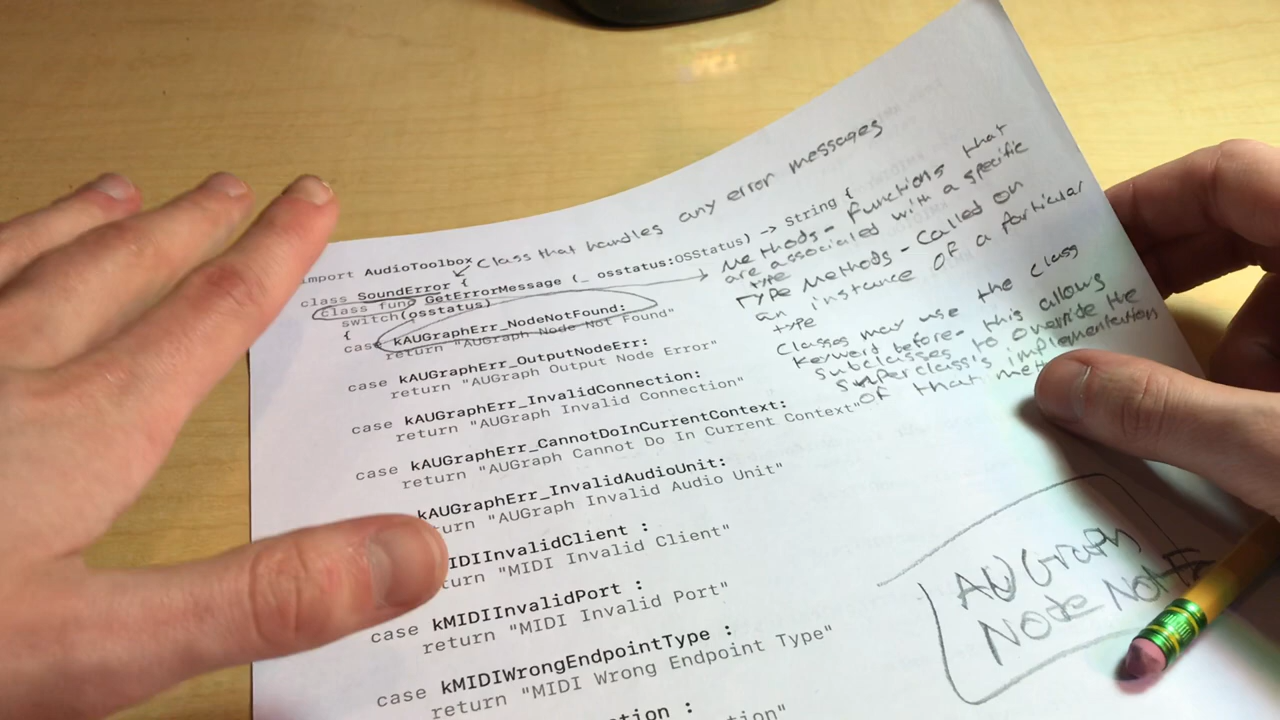 Class that handles any error messages
import AudioToolbox
class SoundError {
class func GetErrorMessage (_ osstatus:OSStatus) -> String {
switch(osstatus)
{
case kAUGraphErr_NodeNotFound:
return "AUGraph Node Not Found"
case kAUGraphErr_OutputNodeErr:
return "AUGraph Output Node Error"
case kAUGraphErr_InvalidConnection:
return "AUGraph Invalid Connection"
case kAUGraphErr_CannotDoInCurrentContext:
return "AUGraph Cannot Do In Current Context"
kAUGraphErr_InvalidAudioUnit:
return "AUGraph Invalid Audio Unit"
MIDIInvalidClient :
"MIDI Invalid Client"
case kMIDIInvalidPort :
return "MIDI Invalid Port"
case kMIDIWrongEndpointType :
return "MIDI Wrong Endpoint Type"
Methods - Functions that
are associated with a specific
type
Type Methods - Called on
an instance of a particular
type
Classes may use the class
keyword before - this allows
subclasses to override the
superclass's implementation
of that
AUGraph
Node Not